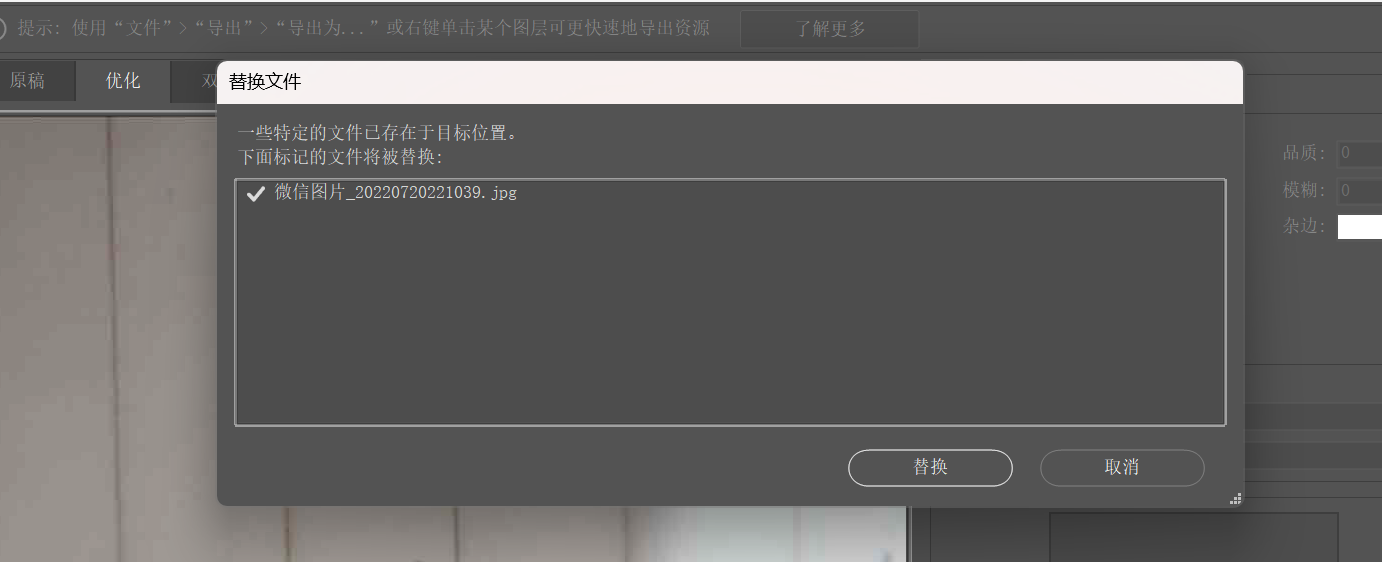 提示: 使用“文件”>“导出”>“导出为...”或右键单击某个图层可更快速地导出资源
了解更多
原稿
优化
双
替换文件
一些特定的文件已存在于目标位置。
下面标记的文件将被替换:
微信图片_20220720221039.jpg
替换
取消
品质: 0
模糊: 0
杂边: